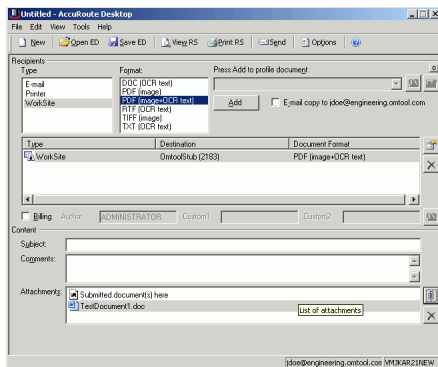 Untitled - AccuRoute Desktop
File Edit View Tools Help
New Open ED Save ED View RS Print RS Send Options
Recipients
Type Format Press Add to profile document
E-mail
Printer
WorkSite
DOC (OCR text)
PDF (image)
PDF (image+OCR text)
RTF (OCR text)
TIFF (image)
TXT (OCR text)
Add E-mail copy to jdoe@engineering.omtool.com
Type Destination Document Format
WorkSite OmtoolStub (2183) PDF (image+OCR text)
Billing Author ADMINISTRATOR Custom1 Custom2
Content
Subject:
Comments:
Attachments: Submitted document(s) here
TestDocument1.doc
List of attachments
jdoe@engineering.omtool.com VMJKAR21NEW